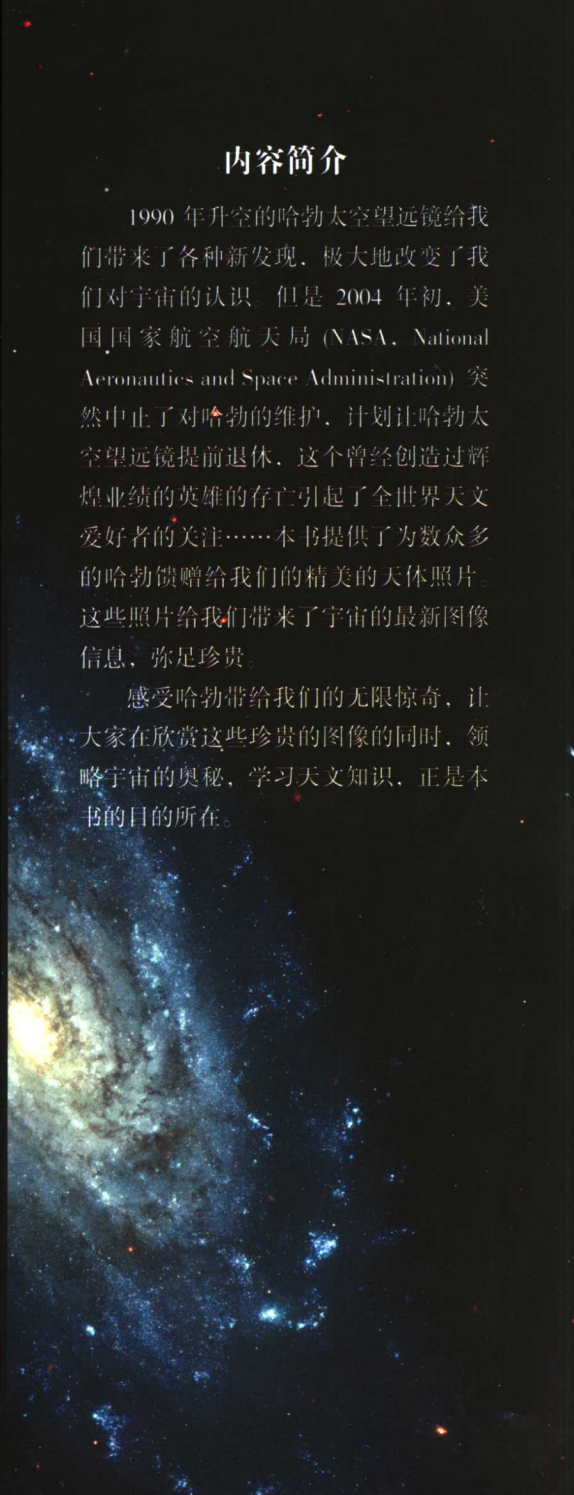 内容简介
1990 年升空的哈勃太空望远镜给我
们带来了各种新发现，极大地改变了我
们对宇宙的认识。但是 2004 年初，美
国国家航空航天局 (NASA，National
Aeronautics and Space Administration) 突
然中止了对哈勃的维护，计划让哈勃太
空望远镜提前退休，这个曾经创造过辉
煌业绩的英雄的存亡引起了全世界天文
爱好者的关注……本书提供了为数众多
的哈勃馈赠给我们的精美的天体照片。
这些照片给我们带来了宇宙的最新图像
信息，弥足珍贵。
感受哈勃带给我们的无限惊奇，让
大家在欣赏这些珍贵的图像的同时，领
略宇宙的奥秘，学习天文知识，正是本
书的目的所在。